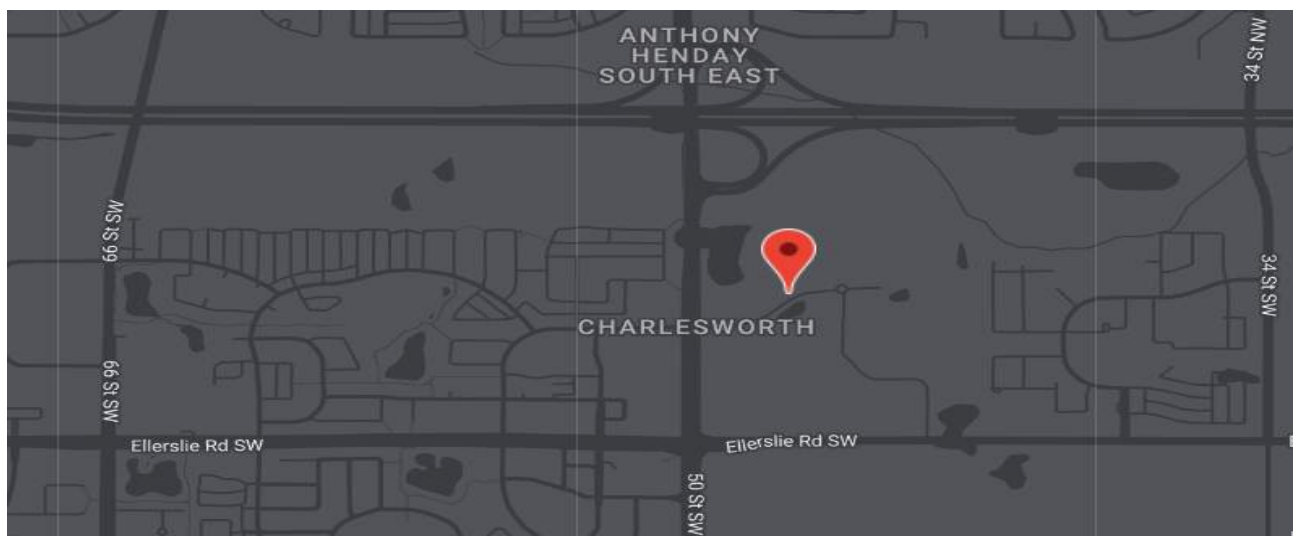 ANTHONY
HENDAY
SOUTH EAST
34 St NW
66 St SW
34 St SW
CHARLESWORTH
66 St SW
Ellerslie Rd SW
Ellerslie Rd SW
50 St SW